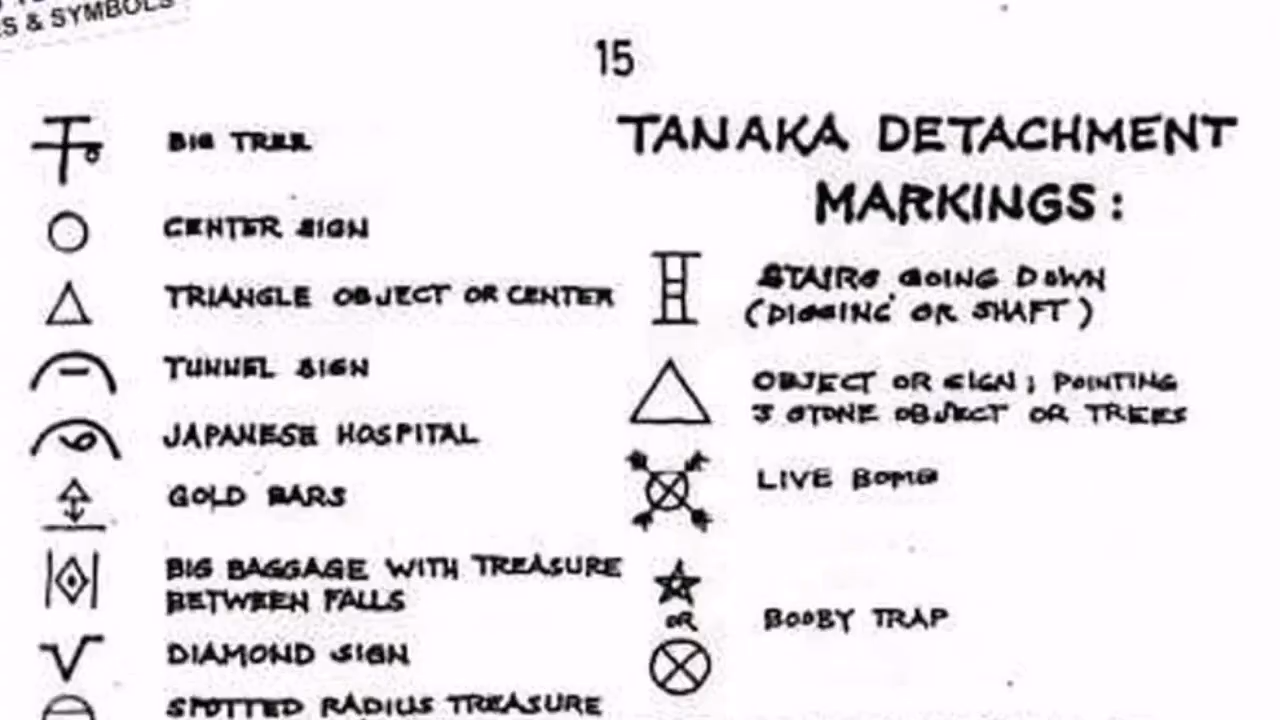 S & SYMBOLS
15
BIG TREE
CENTER SIGN
TRIANGLE OBJECT OR CENTER
TUNNEL SIGN
JAPANESE HOSPITAL
GOLD BARS
BIG BAGGAGE WITH TREASURE
BETWEEN FALLS
DIAMOND SIGN
SPOTTED RADIUS TREASURE
TANAKA DETACHMENT
MARKINGS:
STAIRS GOING DOWN
(DIGGING OR SHAFT)
OBJECT OR SIGN; POINTING
3 STONE OBJECT OR TREES
LIVE BOMB
OR
BOOBY TRAP